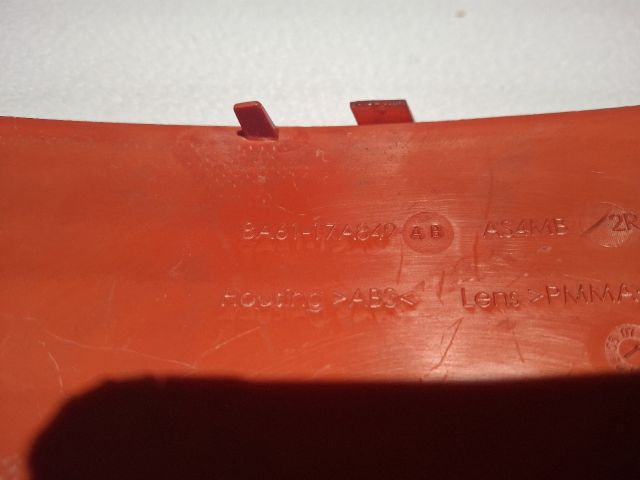 8A61-17A849 AB AS4MB 2R
Housing >ABS< Lens >PMMA<